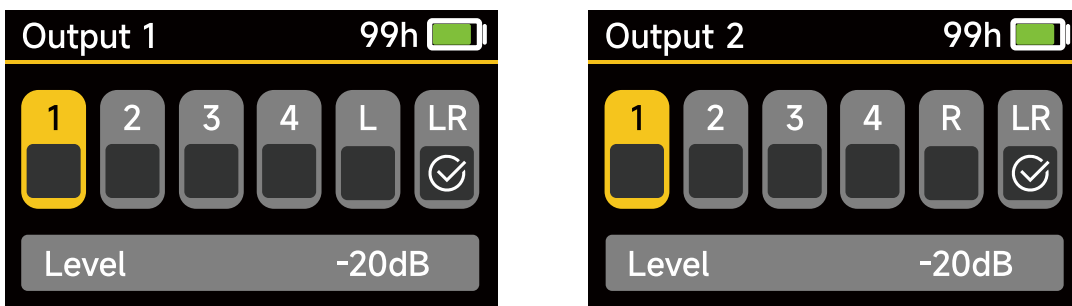 Output 1 99h
1 2 3 4 L LR
Level -20dB
Output 2 99h
1 2 3 4 R LR
Level -20dB